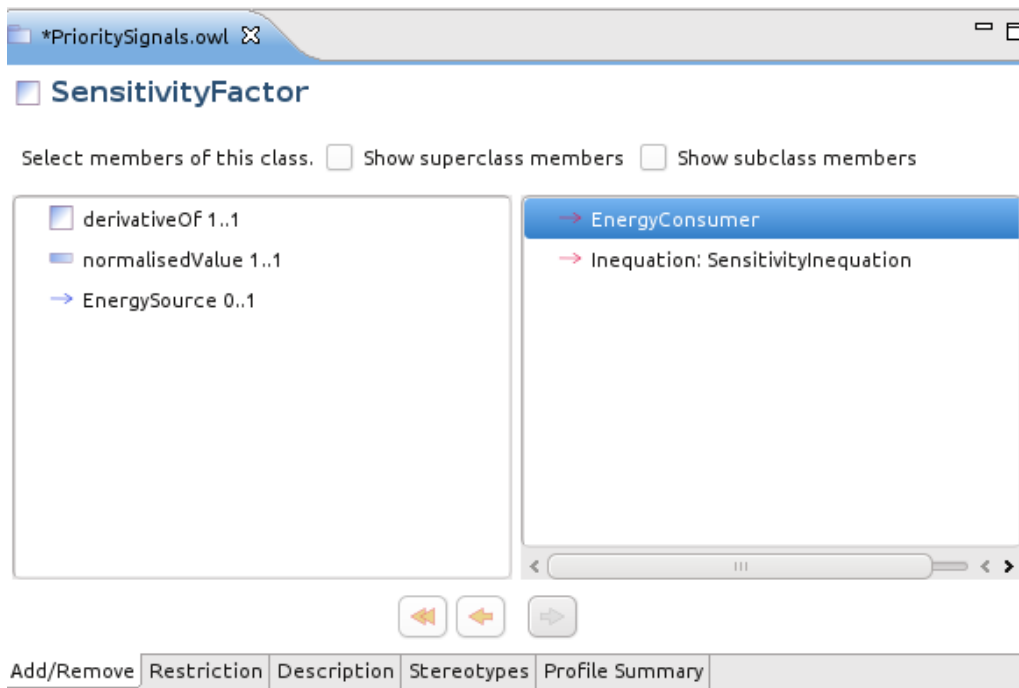 *PrioritySignals.owl
SensitivityFactor
Select members of this class. Show superclass members Show subclass members
derivativeOf 1..1
normalisedValue 1..1
EnergySource 0..1
EnergyConsumer
Inequation: SensitivityInequation
Add/Remove Restriction Description Stereotypes Profile Summary